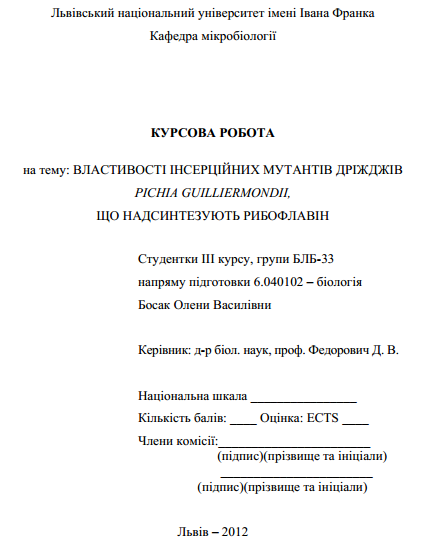 Львівський національний університет імені Івана Франка
Кафедра мікробіології
КУРСОВА РОБОТА
на тему: ВЛАСТИВОСТІ ІНСЕРЦІЙНИХ МУТАНТІВ ДРІЖДЖІВ
PICHIA GUILLIERMONDII,
ЩО НАДСИНТЕЗУЮТЬ РИБОФЛАВІН
Студентки ІІІ курсу, групи БЛБ-33
напряму підготовки 6.040102 – біологія
Босак Олени Василівни
Керівник: д-р біол. наук, проф. Федорович Д. В.
Національна шкала ________________
Кількість балів: ____ Оцінка: ECTS ____
Члени комісії:_______________________
(підпис)(прізвище та ініціали)
_______________________
(підпис)(прізвище та ініціали)
Львів – 2012